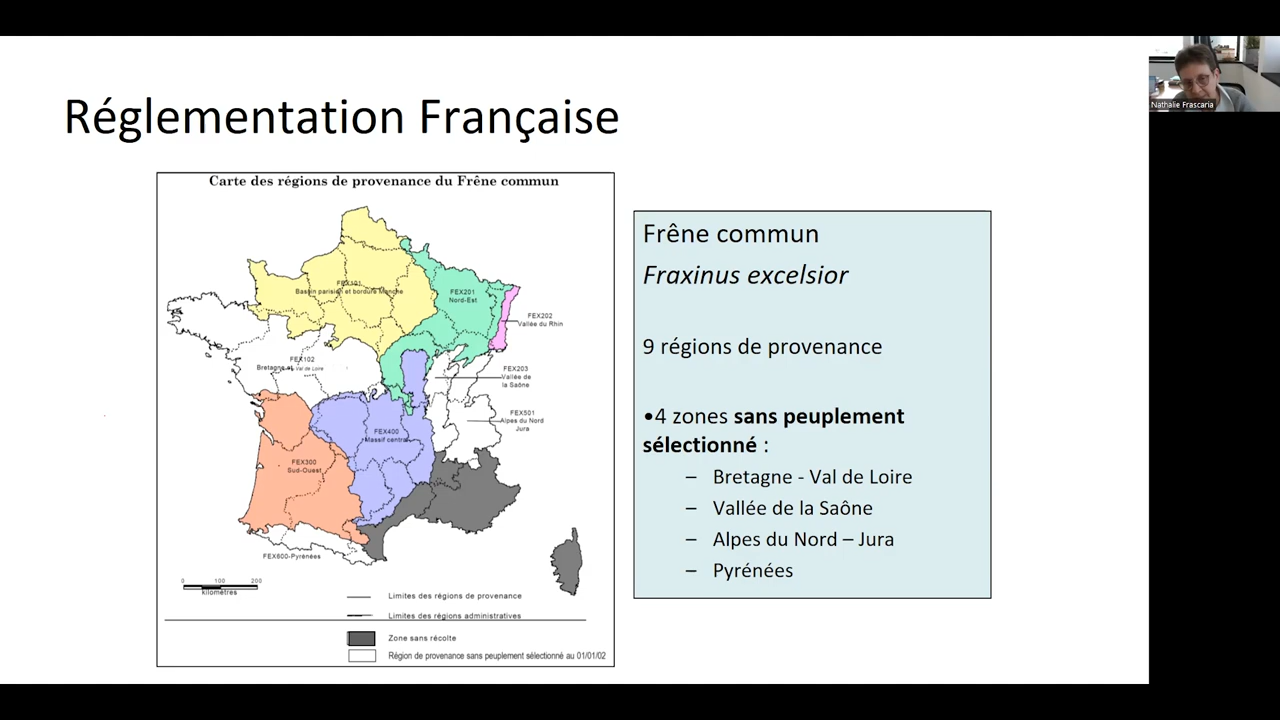 Réglementation Française
Nathalie Frascaria
Carte des régions de provenance du Frêne commun
FEX101
Bassin parisien et bordure Manche
FEX201
Nord-Est
FEX202
Vallée du Rhin
FEX102
Bretagne et Val de Loire
FEX203
Vallée de
la Saône
FEX501
Alpes du Nord
Jura
FEX400
Massif central
FEX300
Sud-Ouest
FEX600-Pyrénées
0 100 200
kilomètres
Limites des régions de provenance
Limites des régions administratives
Zone sans récolte
Région de provenance sans peuplement sélectionné au 01/01/02
Frêne commun
Fraxinus excelsior
9 régions de provenance
•4 zones sans peuplement
sélectionné :
– Bretagne - Val de Loire
– Vallée de la Saône
– Alpes du Nord – Jura
– Pyrénées